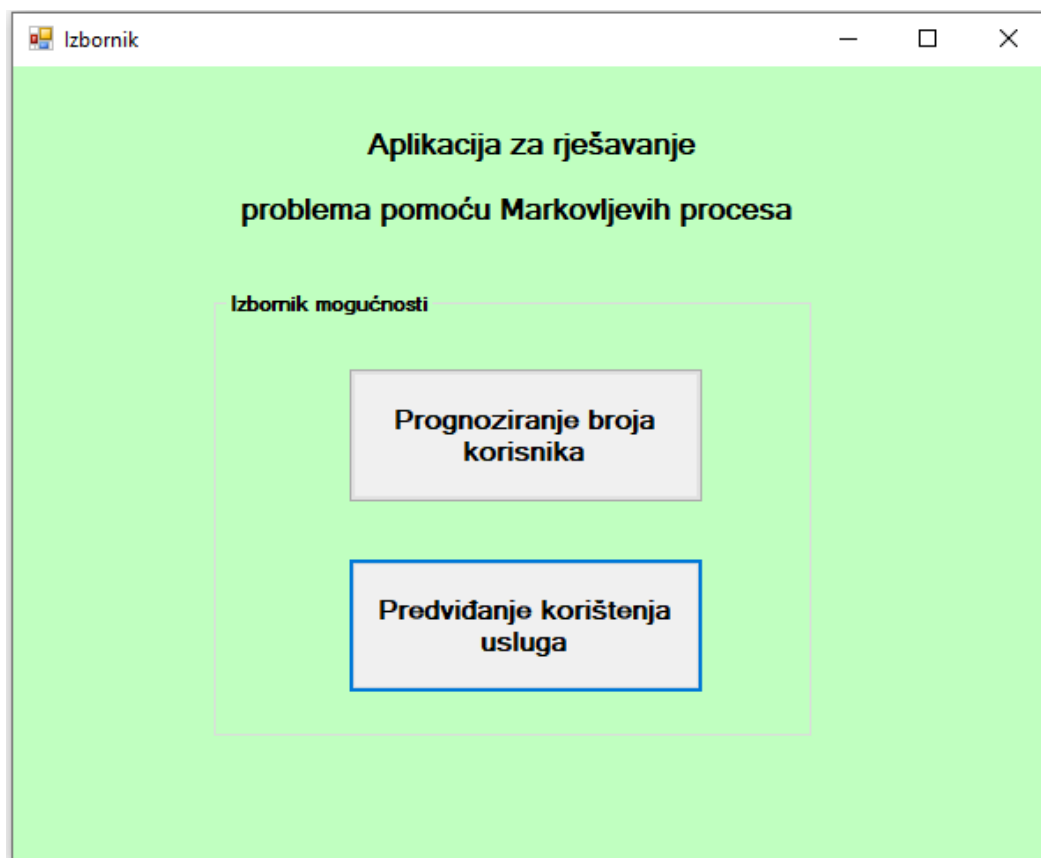 Izbornik
Aplikacija za rješavanje
problema pomoću Markovljevih procesa
Izbornik mogućnosti
Prognoziranje broja
korisnika
Predviđanje korištenja
usluga